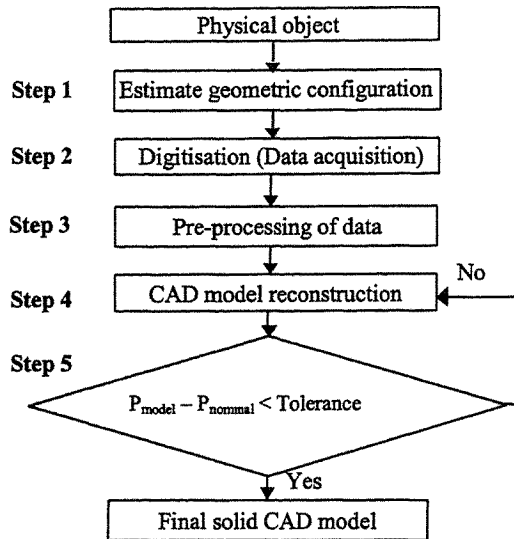 Physical object
Step 1 Estimate geometric configuration
Step 2 Digitisation (Data acquisition)
Step 3 Pre-processing of data
No
Step 4 CAD model reconstruction
Step 5
Pmodel – Pnommal < Tolerance
Yes
Final solid CAD model